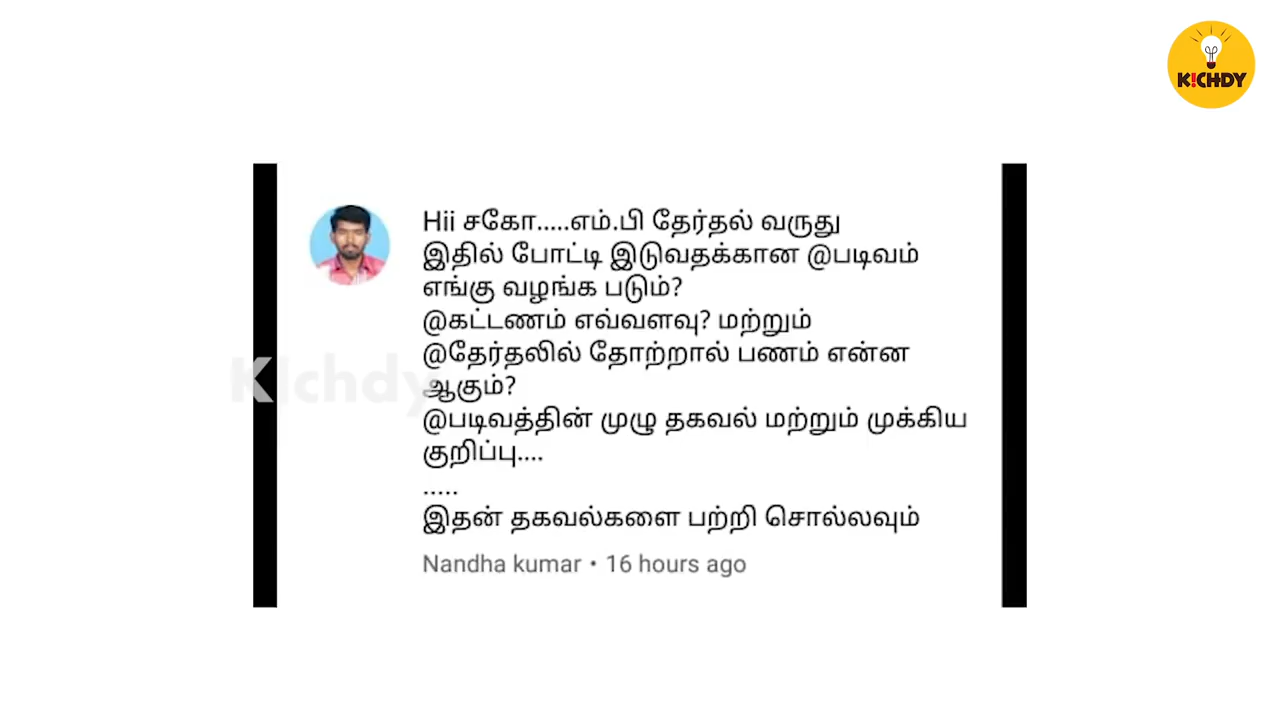 K!CHDY
Hii சகோ.....எம்.பி தேர்தல் வருது
இதில் போட்டி இடுவதக்கான @படிவம்
எங்கு வழங்க படும்?
@கட்டணம் எவ்வளவு? மற்றும்
@தேர்தலில் தோற்றால் பணம் என்ன
Kichdy
ஆகும்?
@படிவத்தின் முழு தகவல் மற்றும் முக்கிய
குறிப்பு....
.....
இதன் தகவல்களை பற்றி சொல்லவும்
Nandha kumar • 16 hours ago